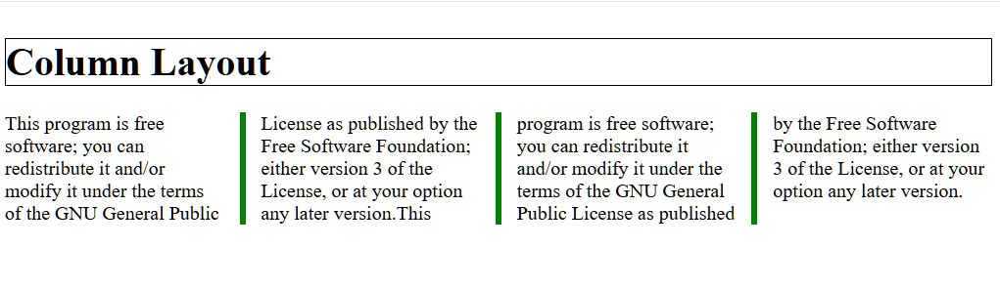 Column Layout
This program is free
software; you can
redistribute it and/or
modify it under the terms
of the GNU General Public
License as published by the
Free Software Foundation;
either version 3 of the
License, or at your option
any later version.This
program is free software;
you can redistribute it
and/or modify it under the
terms of the GNU General
Public License as published
by the Free Software
Foundation; either version
3 of the License, or at your
option any later version.